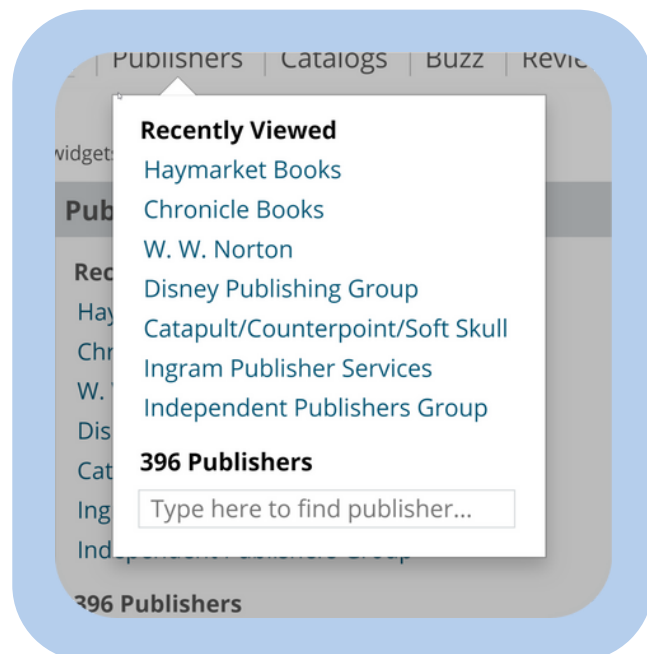 Publishers | Catalogs | Buzz |
Recently Viewed
Haymarket Books
Chronicle Books
W. W. Norton
Disney Publishing Group
Catapult/Counterpoint/Soft Skull
Ingram Publisher Services
Independent Publishers Group
396 Publishers
Type here to find publisher...
396 Publishers